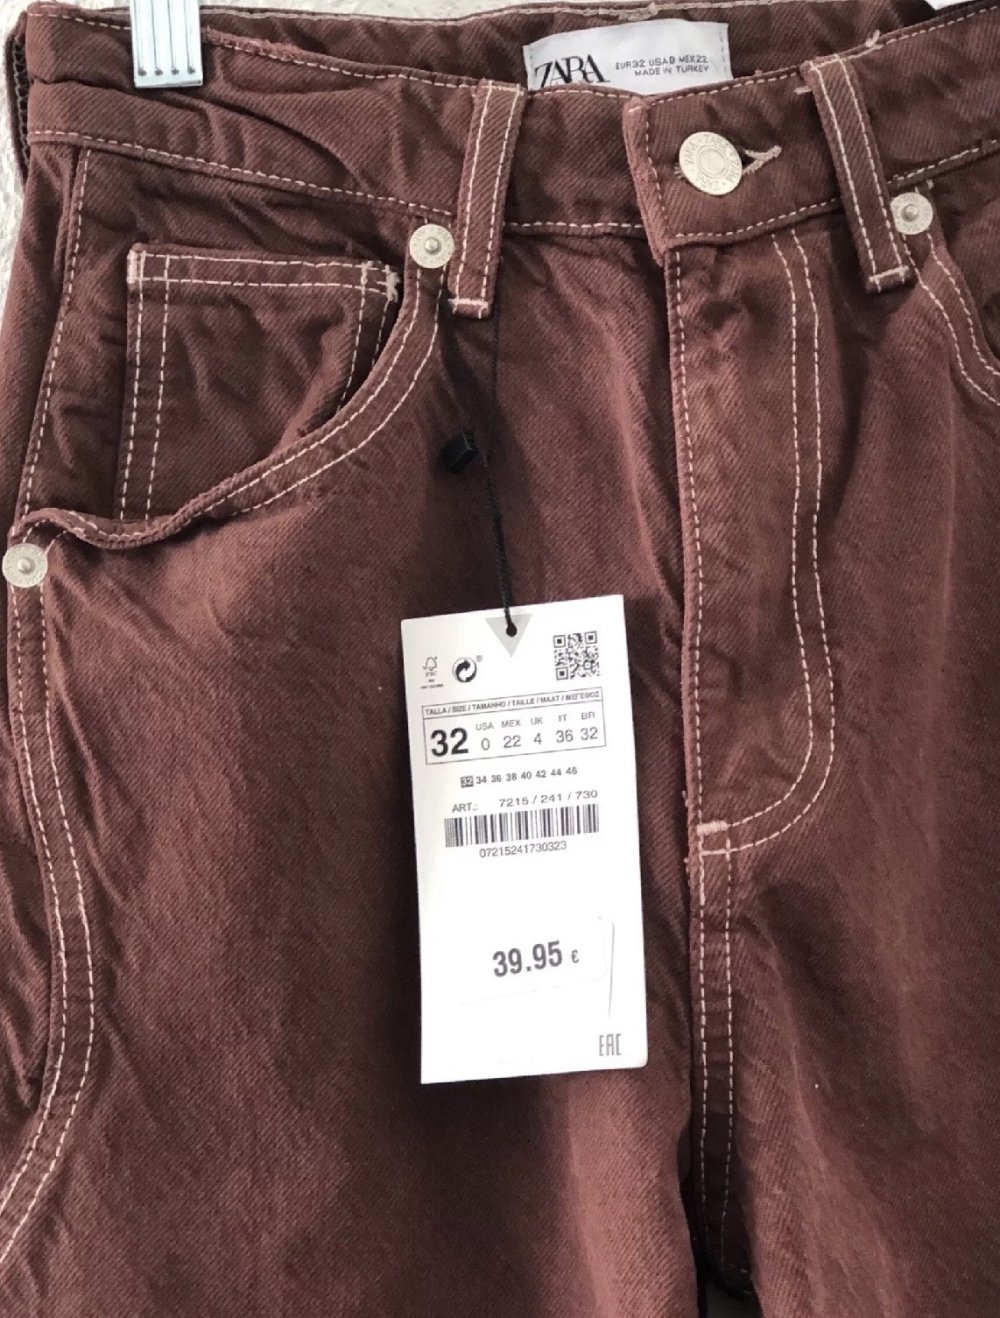 ZARA
EUR32 USA0 MEX22
MADE IN TURKEY
ZARA
FSC
TALLA / SIZE / TAMANHO / TAILLE / MAAT / ΜΕΓΕΘΟΣ
32
USA MEX UK IT BR
0 22 4 36 32
32 34 36 38 40 42 44 46
ART.: 7215 / 241 / 730
07215241730323
39.95 €
EAC